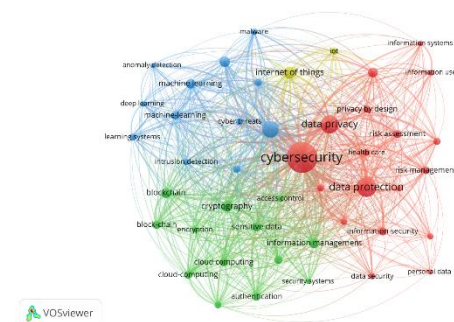 malware
iot
information systems
anomaly detection
internet of things
information use
machine learning
deep learning
privacy by design
machine-learning
cyber threats
data privacy
risk assessment
learning systems
cybersecurity
health care
intrusion detection
risk management
data protection
blockchain
access control
cryptography
block-chain
encryption
sensitive data
information security
information management
cloud computing
cloud-computing
security systems
data security
personal data
authentication
VOSviewer